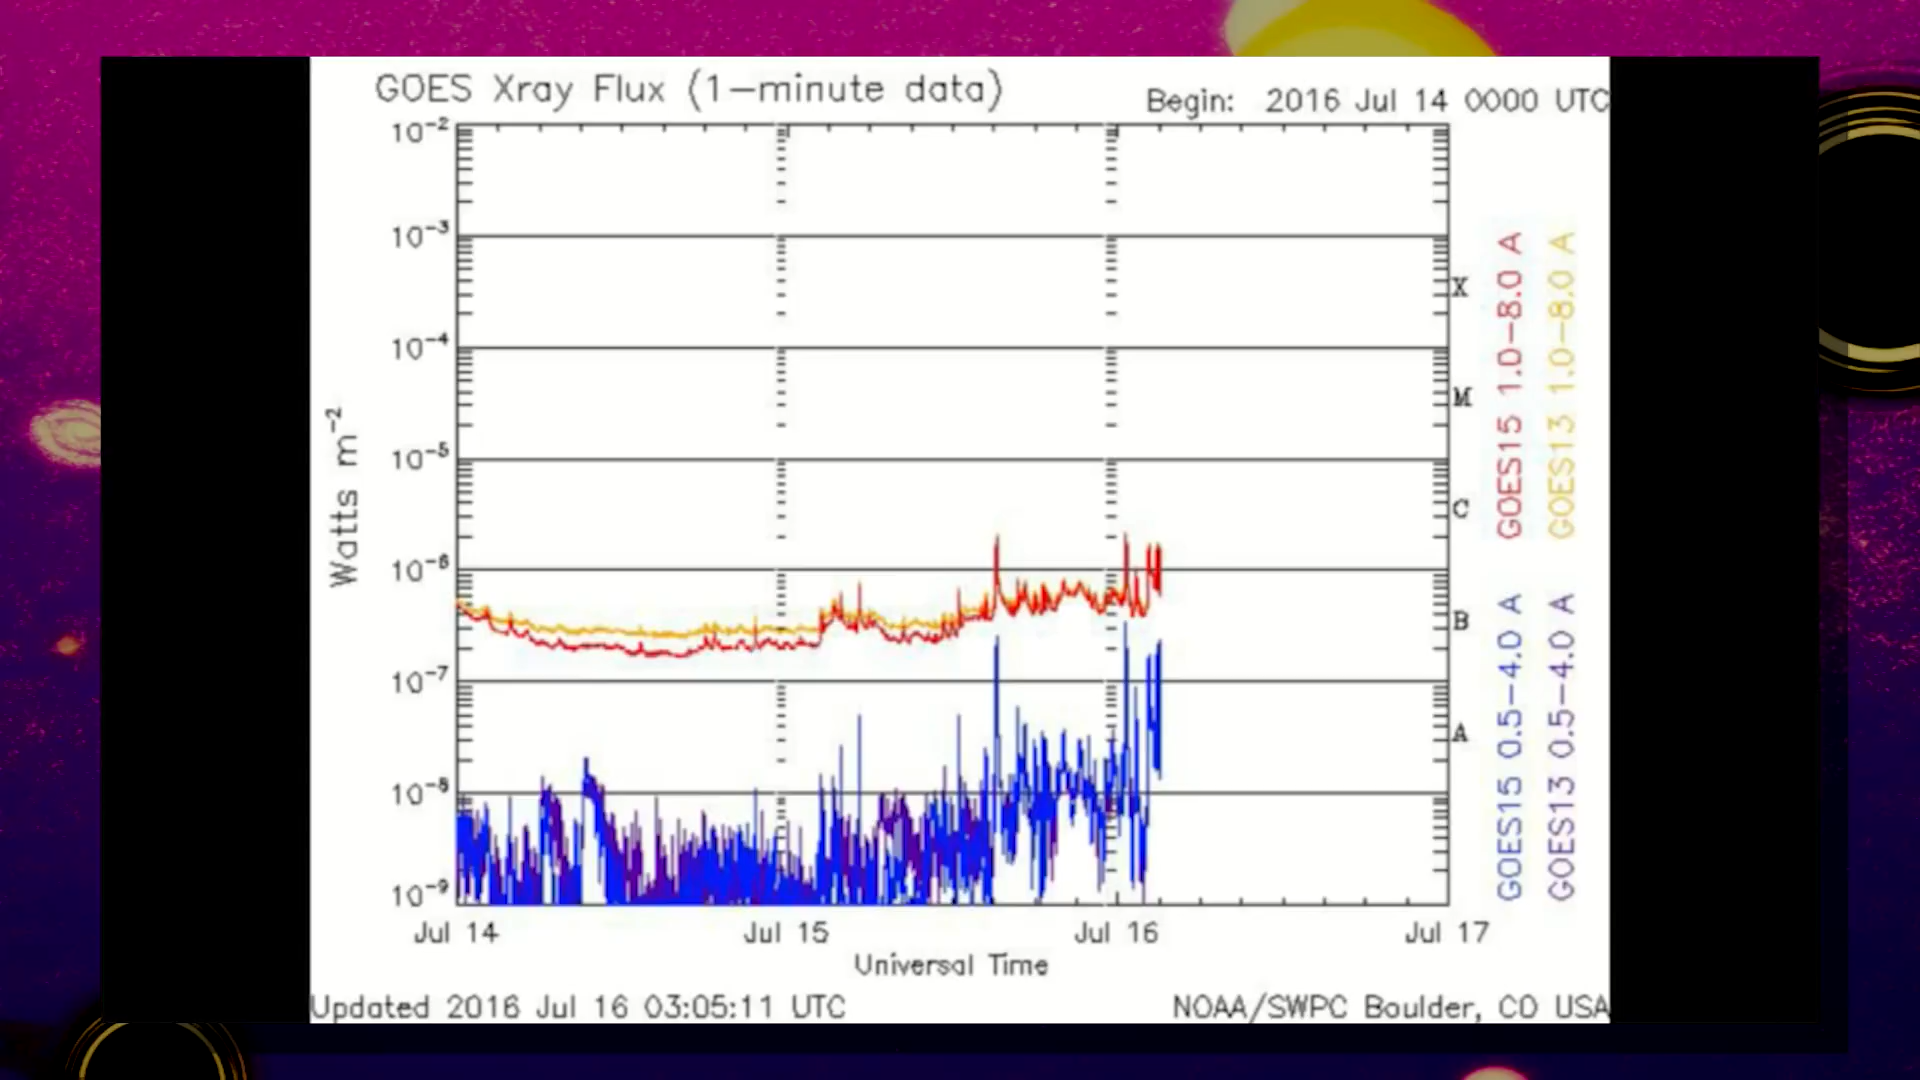 GOES Xray Flux (1-minute data)
Begin: 2016 Jul 14 0000 UTC
10-2
10-3
10-4
10-5
10-6
10-7
10-8
10-9
Watts m-2
X
M
C
B
A
GOES15 1.0-8.0 A
GOES13 1.0-8.0 A
GOES15 0.5-4.0 A
GOES13 0.5-4.0 A
Jul 14 Jul 15 Jul 16 Jul 17
Universal Time
Updated 2016 Jul 16 03:05:11 UTC
NOAA/SWPC Boulder, CO USA